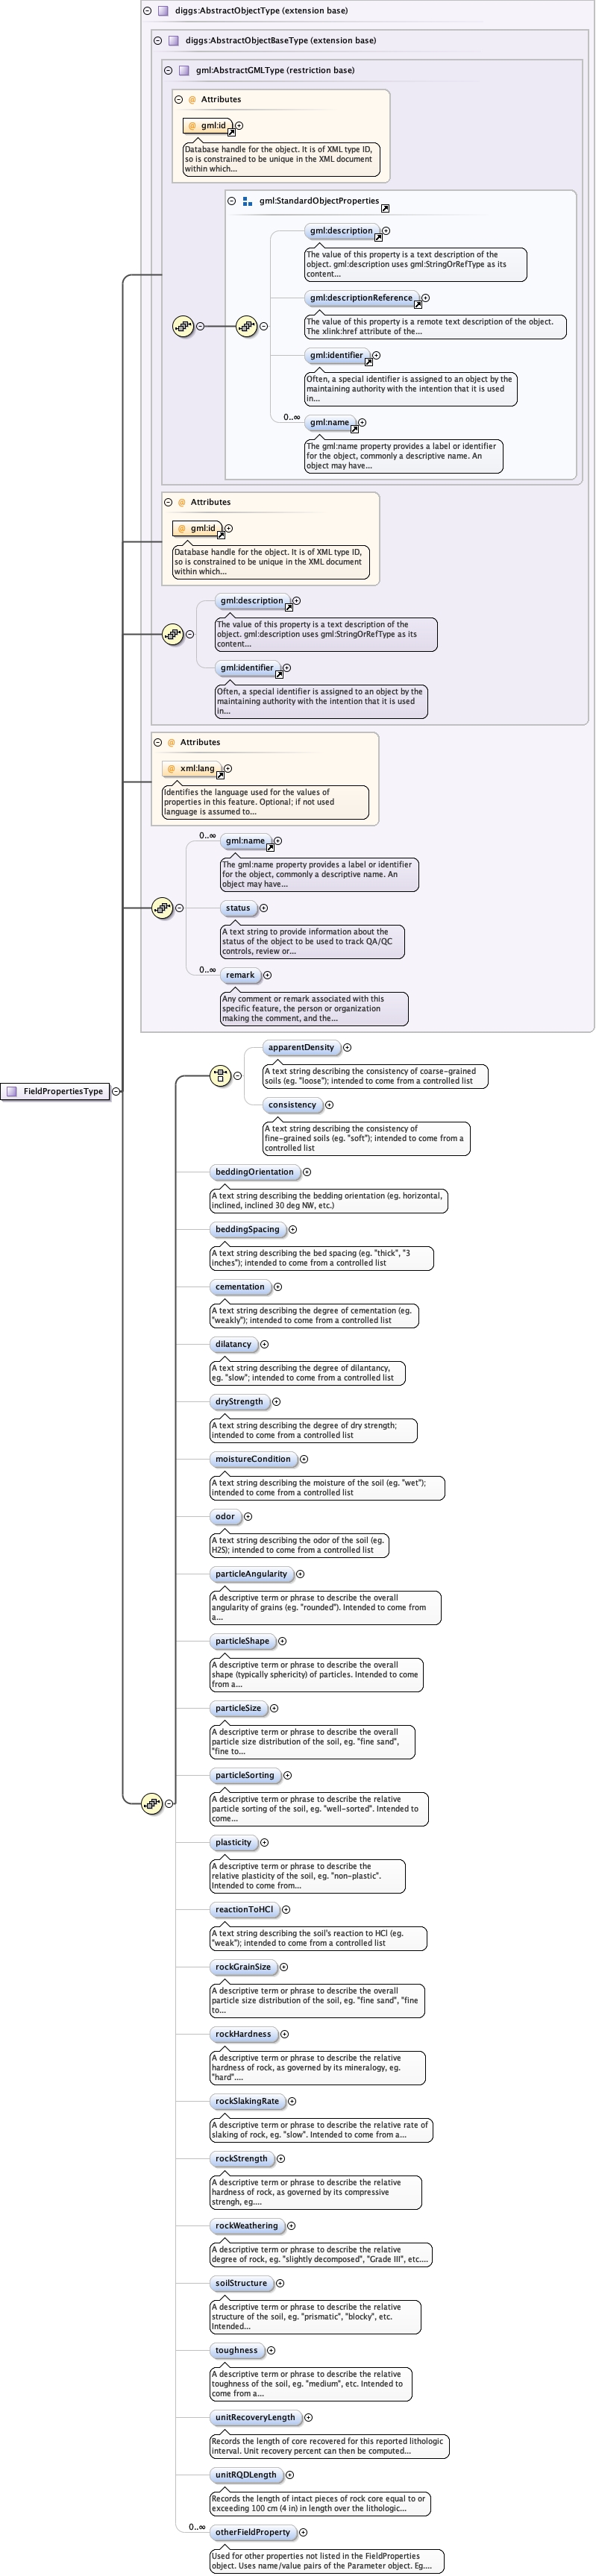 diggs:AbstractObjectType (extension base)
diggs:AbstractObjectBaseType (extension base)
gml:AbstractGMLType (restriction base)
@ Attributes
@ gml:id
Database handle for the object. It is of XML type ID,
so is constrained to be unique in the XML document
within which...
gml:StandardObjectProperties
gml:description
The value of this property is a text description of the
object. gml:description uses gml:StringOrRefType as its
content...
gml:descriptionReference
The value of this property is a remote text description of the object.
The xlink:href attribute of the...
gml:identifier
Often, a special identifier is assigned to an object by the
maintaining authority with the intention that it is used
in...
0..∞
gml:name
The gml:name property provides a label or identifier
for the object, commonly a descriptive name. An
object may have...
@ Attributes
@ gml:id
Database handle for the object. It is of XML type ID,
so is constrained to be unique in the XML document
within which...
gml:description
The value of this property is a text description of the
object. gml:description uses gml:StringOrRefType as its
content...
gml:identifier
Often, a special identifier is assigned to an object by the
maintaining authority with the intention that it is used
in...
@ Attributes
@ xml:lang
Identifies the language used for the values of
properties in this feature. Optional; if not used
language is assumed to...
0..∞
gml:name
The gml:name property provides a label or identifier
for the object, commonly a descriptive name. An
object may have...
status
A text string to provide information about the
status of the object to be used to track QA/QC
controls, review or...
0..∞
remark
Any comment or remark associated with this
specific feature, the person or organization
making the comment, and the...
FieldPropertiesType
apparentDensity
A text string describing the consistency of coarse-grained
soils (eg. "loose"); intended to come from a controlled list
consistency
A text string describing the consistency of
fine-grained soils (eg. "soft"); intended to come from a
controlled list
beddingOrientation
A text string describing the bedding orientation (eg. horizontal,
inclined, inclined 30 deg NW, etc.)
beddingSpacing
A text string describing the bed spacing (eg. "thick", "3
inches"); intended to come from a controlled list
cementation
A text string describing the degree of cementation (eg.
"weakly"); intended to come from a controlled list
dilatancy
A text string describing the degree of dilantancy,
eg. "slow"; intended to come from a controlled list
dryStrength
A text string describing the degree of dry strength;
intended to come from a controlled list
moistureCondition
A text string describing the moisture of the soil (eg. "wet");
intended to come from a controlled list
odor
A text string describing the odor of the soil (eg.
H2S); intended to come from a controlled list
particleAngularity
A descriptive term or phrase to describe the overall
angularity of grains (eg. "rounded"). Intended to come from
a...
particleShape
A descriptive term or phrase to describe the overall
shape (typically sphericity) of particles. Intended to come
from a...
particleSize
A descriptive term or phrase to describe the overall
particle size distribution of the soil, eg. "fine sand",
"fine to...
particleSorting
A descriptive term or phrase to describe the relative
particle sorting of the soil, eg. "well-sorted". Intended to
come...
plasticity
A descriptive term or phrase to describe the
relative plasticity of the soil, eg. "non-plastic".
Intended to come from...
reactionToHCl
A text string describing the soil's reaction to HCl (eg.
"weak"); intended to come from a controlled list
rockGrainSize
A descriptive term or phrase to describe the overall
particle size distribution of the soil, eg. "fine sand", "fine
to...
rockHardness
A descriptive term or phrase to describe the relative
hardness of rock, as governed by its mineralogy, eg.
"hard"....
rockSlakingRate
A descriptive term or phrase to describe the relative rate of
slaking of rock, eg. "slow". Intended to come from a...
rockStrength
A descriptive term or phrase to describe the relative
hardness of rock, as governed by its compressive
strengh, eg....
rockWeathering
A descriptive term or phrase to describe the relative
degree of rock, eg. "slightly decomposed", "Grade III", etc....
soilStructure
A descriptive term or phrase to describe the relative
structure of the soil, eg. "prismatic", "blocky", etc.
Intended...
toughness
A descriptive term or phrase to describe the relative
toughness of the soil, eg. "medium", etc. Intended to
come from a...
unitRecoveryLength
Records the length of core recovered for this reported lithologic
interval. Unit recovery percent can then be computed...
unitRQDLength
Records the length of intact pieces of rock core equal to or
exceeding 100 cm (4 in) in length over the lithologic...
0..∞
otherFieldProperty
Used for other properties not listed in the FieldProperties
object. Uses name/value pairs of the Parameter object. Eg....